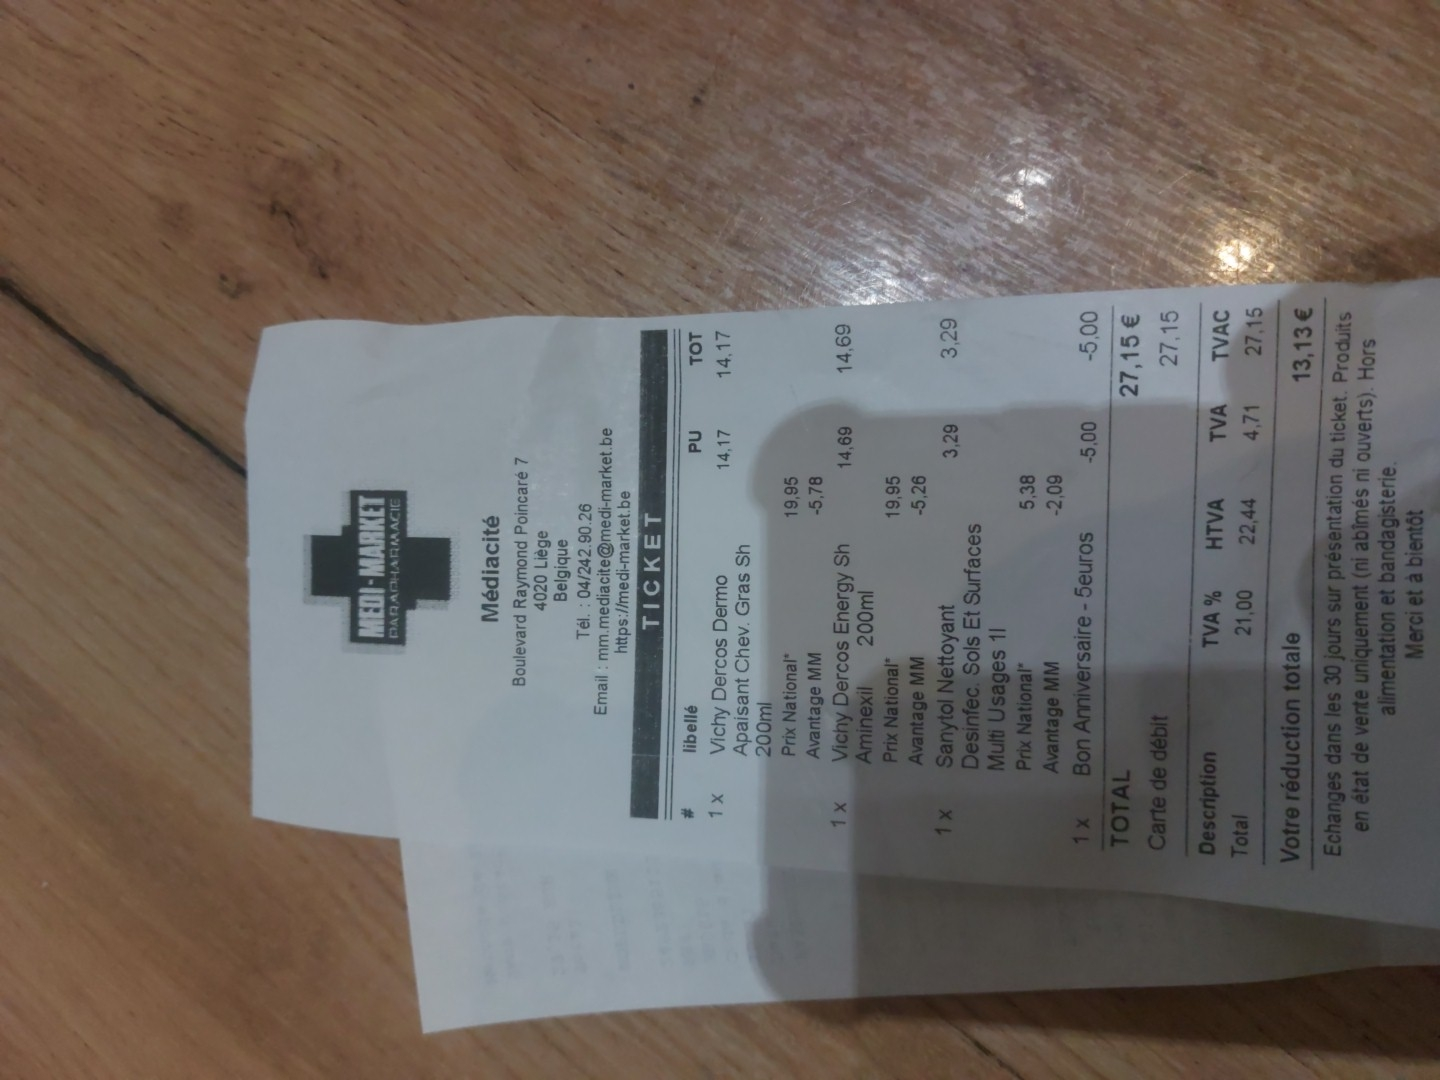 MEDI-MARKET
PARAPHARMACIE
Médiacité
Boulevard Raymond Poincaré 7
4020 Liège
Belgique
Tél. : 04/242.90.26
Email : mm.mediacite@medi-market.be
https://medi-market.be
TICKET
# libellé PU TOT
1 x Vichy Dercos Dermo 14,17 14,17
Apaisant Chev. Gras Sh
200ml
Prix National* 19,95
Avantage MM -5,78
1 x Vichy Dercos Energy Sh 14,69 14,69
Aminexil 200ml
Prix National* 19,95
Avantage MM -5,26
1 x Sanytol Nettoyant 3,29 3,29
Desinfec. Sols Et Surfaces
Multi Usages 1l
Prix National* 5,38
Avantage MM -2,09
1 x Bon Anniversaire - 5euros -5,00 -5,00
TOTAL 27,15 €
Carte de débit 27,15
Description TVA % HTVA TVA TVAC
Total 21,00 22,44 4,71 27,15
Votre réduction totale 13,13 €
Echanges dans les 30 jours sur présentation du ticket. Produits
en état de vente uniquement (ni abîmés ni ouverts). Hors
alimentation et bandagisterie.
Merci et à bientôt